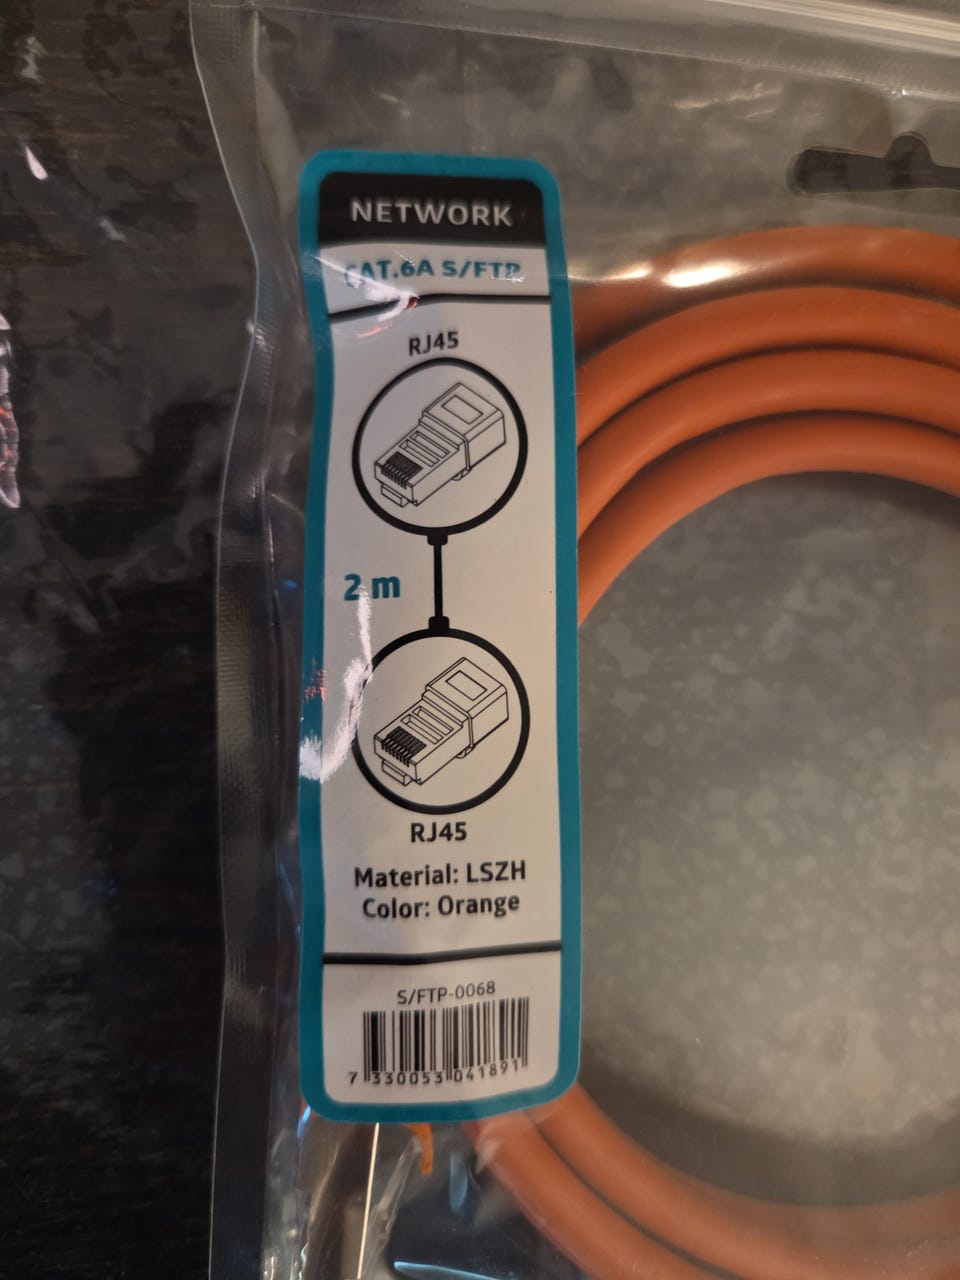 NETWORK
CAT.6A S/FTP
RJ45
2 m
RJ45
Material: LSZH
Color: Orange
S/FTP-0068
7 330053 041891